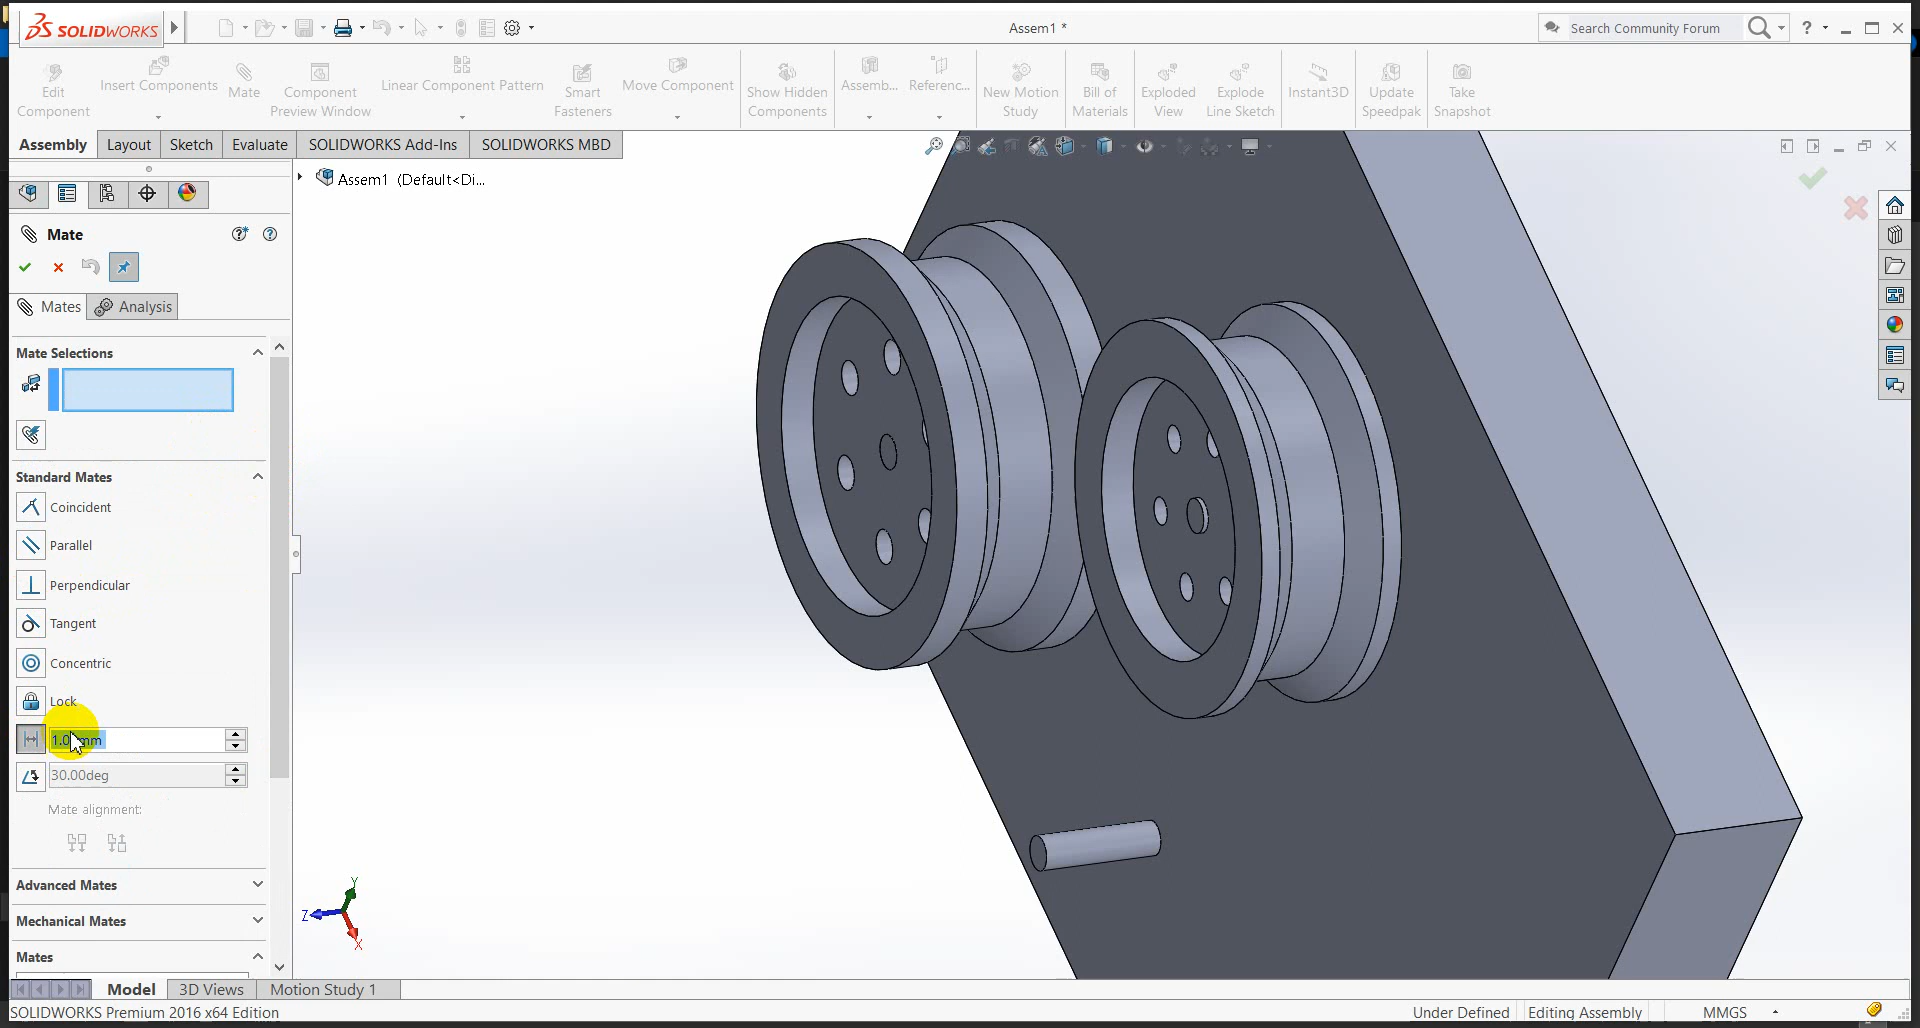 SOLIDWORKS
Assem1 *
Search Community Forum
Edit Component
Insert Components
Mate
Component Preview Window
Linear Component Pattern
Smart Fasteners
Move Component
Show Hidden Components
Assemb...
Referenc...
New Motion Study
Bill of Materials
Exploded View
Explode Line Sketch
Instant3D
Update Speedpak
Take Snapshot
Assembly
Layout
Sketch
Evaluate
SOLIDWORKS Add-Ins
SOLIDWORKS MBD
Assem1 (Default<Di...
Mate
Mates
Analysis
Mate Selections
Standard Mates
Coincident
Parallel
Perpendicular
Tangent
Concentric
Lock
30.00deg
Mate alignment:
Advanced Mates
Mechanical Mates
Mates
Y
Z
X
Model
3D Views
Motion Study 1
SOLIDWORKS Premium 2016 x64 Edition
Under Defined
Editing Assembly
MMGS